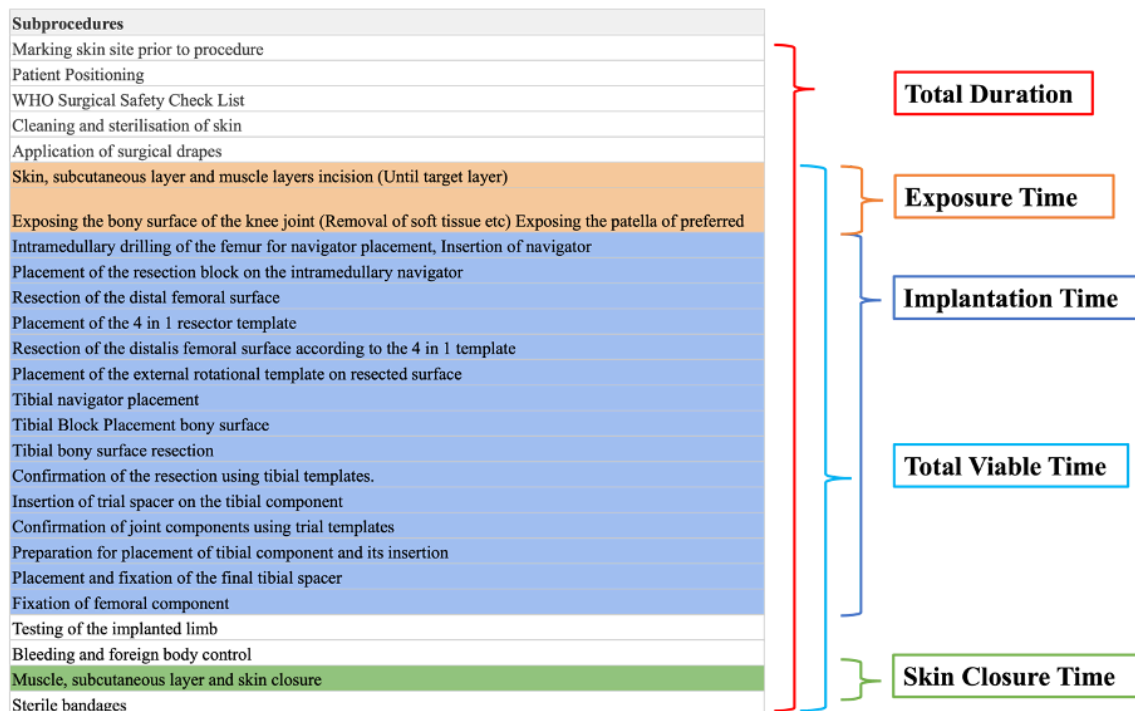 Subprocedures
Marking skin site prior to procedure
Patient Positioning
WHO Surgical Safety Check List
Cleaning and sterilisation of skin
Application of surgical drapes
Skin, subcutaneous layer and muscle layers incision (Until target layer)
Exposing the bony surface of the knee joint (Removal of soft tissue etc) Exposing the patella of preferred
Intramedullary drilling of the femur for navigator placement, Insertion of navigator
Placement of the resection block on the intramedullary navigator
Resection of the distal femoral surface
Placement of the 4 in 1 resector template
Resection of the distalis femoral surface according to the 4 in 1 template
Placement of the external rotational template on resected surface
Tibial navigator placement
Tibial Block Placement bony surface
Tibial bony surface resection
Confirmation of the resection using tibial templates.
Insertion of trial spacer on the tibial component
Confirmation of joint components using trial templates
Preparation for placement of tibial component and its insertion
Placement and fixation of the final tibial spacer
Fixation of femoral component
Testing of the implanted limb
Bleeding and foreign body control
Muscle, subcutaneous layer and skin closure
Sterile bandages
Total Duration
Exposure Time
Implantation Time
Total Viable Time
Skin Closure Time